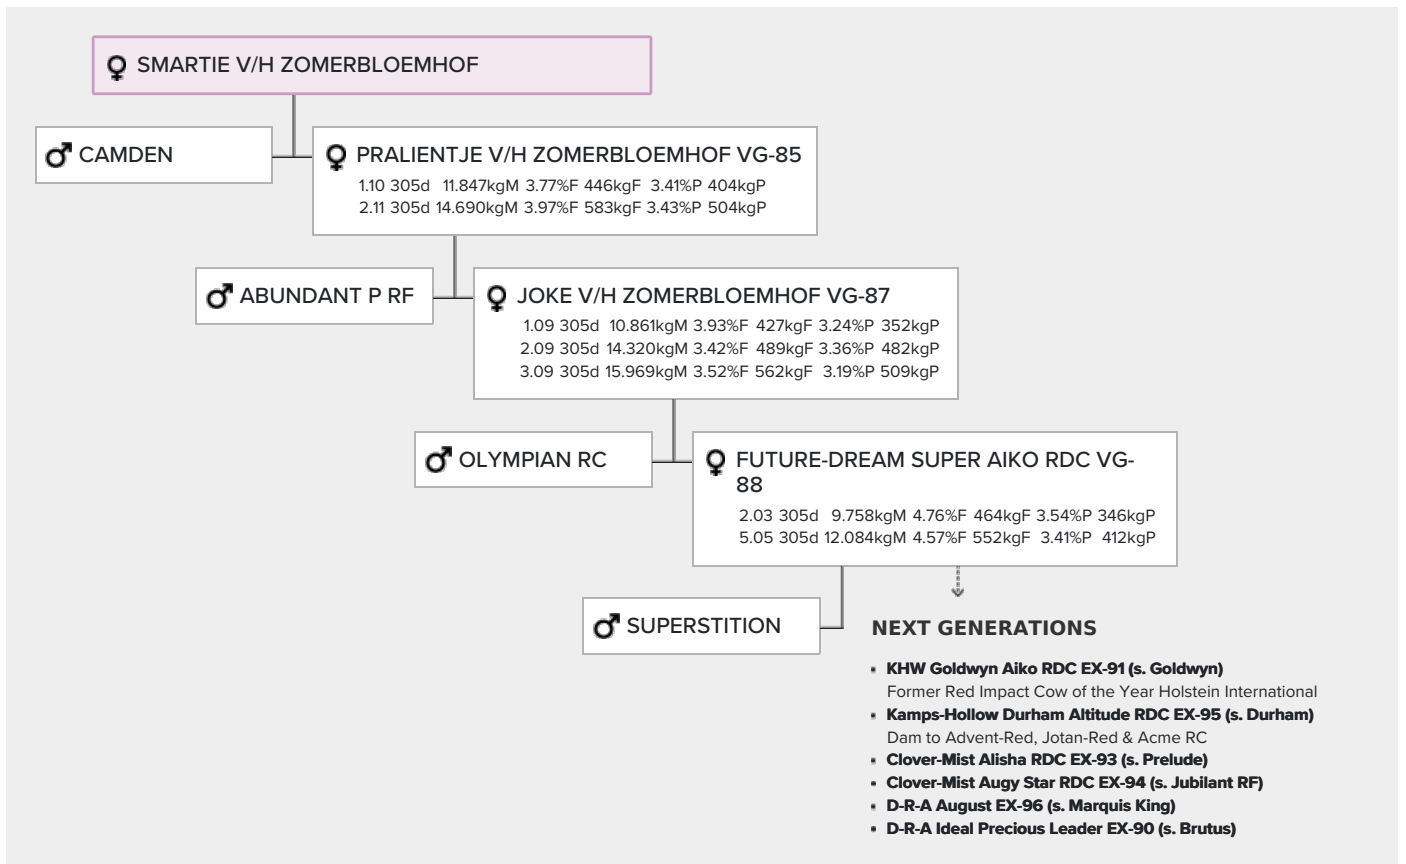 SMARTIE V/H ZOMERBLOEMHOF
CAMDEN
PRALIENTJE V/H ZOMERBLOEMHOF VG-85
1.10 305d 11.847kgM 3.77%F 446kgF 3.41%P 404kgP
2.11 305d 14.690kgM 3.97%F 583kgF 3.43%P 504kgP
ABUNDANT P RF
JOKE V/H ZOMERBLOEMHOF VG-87
1.09 305d 10.861kgM 3.93%F 427kgF 3.24%P 352kgP
2.09 305d 14.320kgM 3.42%F 489kgF 3.36%P 482kgP
3.09 305d 15.969kgM 3.52%F 562kgF 3.19%P 509kgP
OLYMPIAN RC
FUTURE-DREAM SUPER AIKO RDC VG-
88
2.03 305d 9.758kgM 4.76%F 464kgF 3.54%P 346kgP
5.05 305d 12.084kgM 4.57%F 552kgF 3.41%P 412kgP
SUPERSTITION
NEXT GENERATIONS
KHW Goldwyn Aiko RDC EX-91 (s. Goldwyn)
Former Red Impact Cow of the Year Holstein International
Kamps-Hollow Durham Altitude RDC EX-95 (s. Durham)
Dam to Advent-Red, Jotan-Red & Acme RC
Clover-Mist Alisha RDC EX-93 (s. Prelude)
Clover-Mist Augy Star RDC EX-94 (s. Jubilant RF)
D-R-A August EX-96 (s. Marquis King)
D-R-A Ideal Precious Leader EX-90 (s. Brutus)